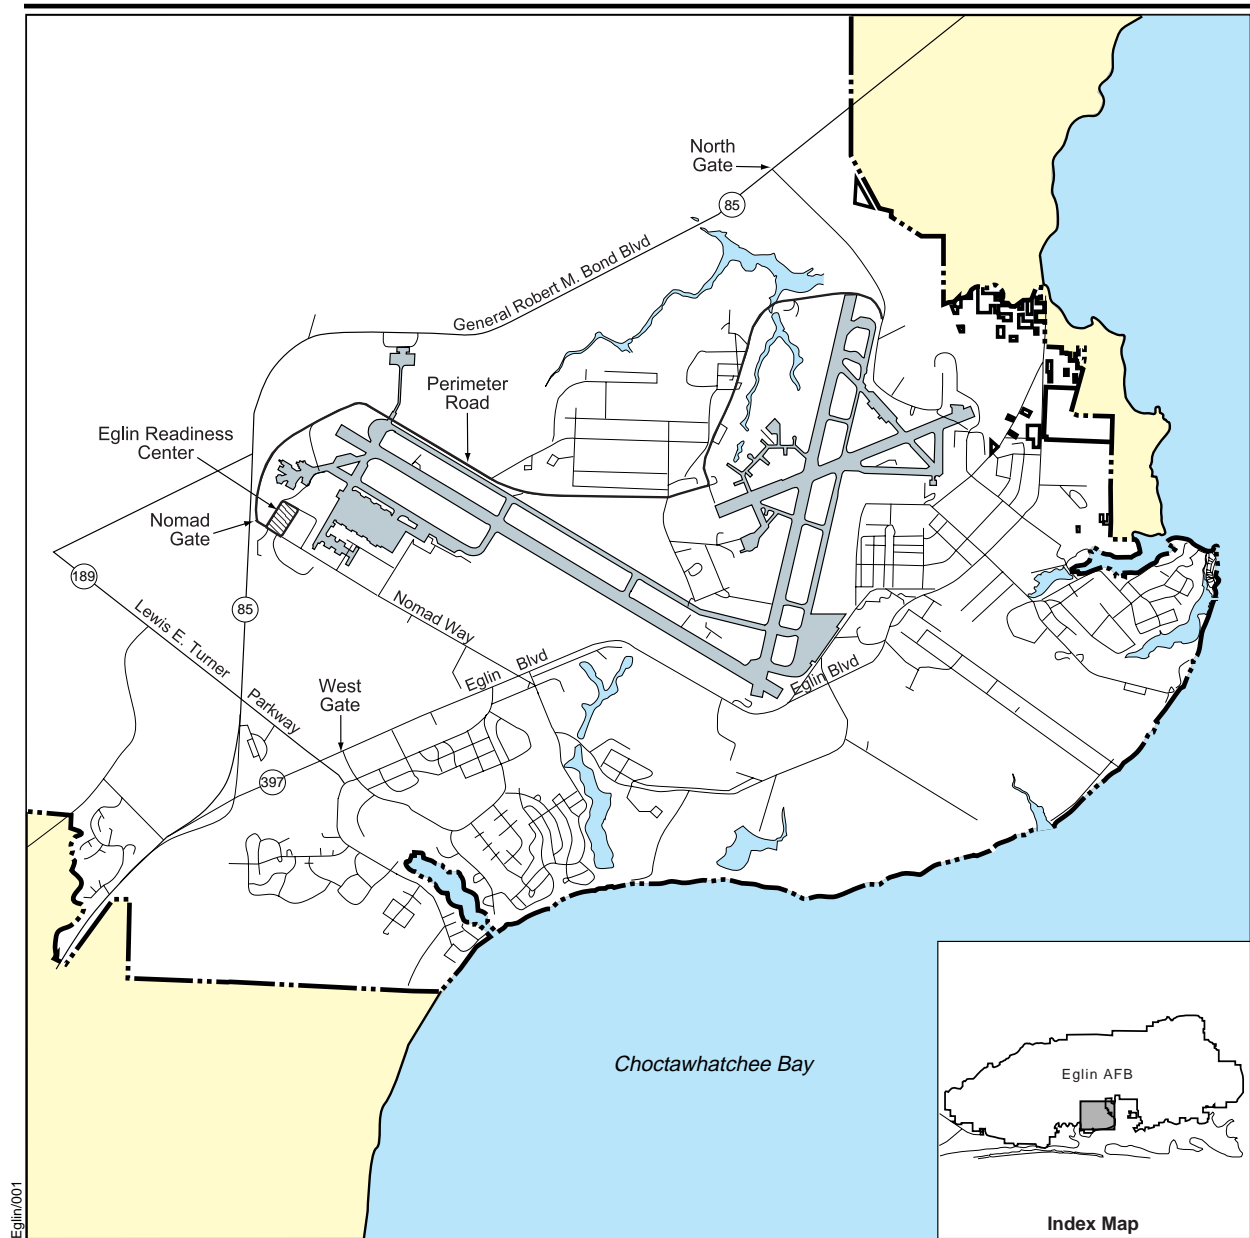 North
Gate
85
General Robert M. Bond Blvd
Perimeter
Road
Eglin Readiness
Center
Nomad
Gate
189
85
Lewis E. Turner
Parkway
Nomad Way
Eglin Blvd
Eglin Blvd
West
Gate
397
Choctawhatchee Bay
Eglin AFB
Index Map
Eglin/001